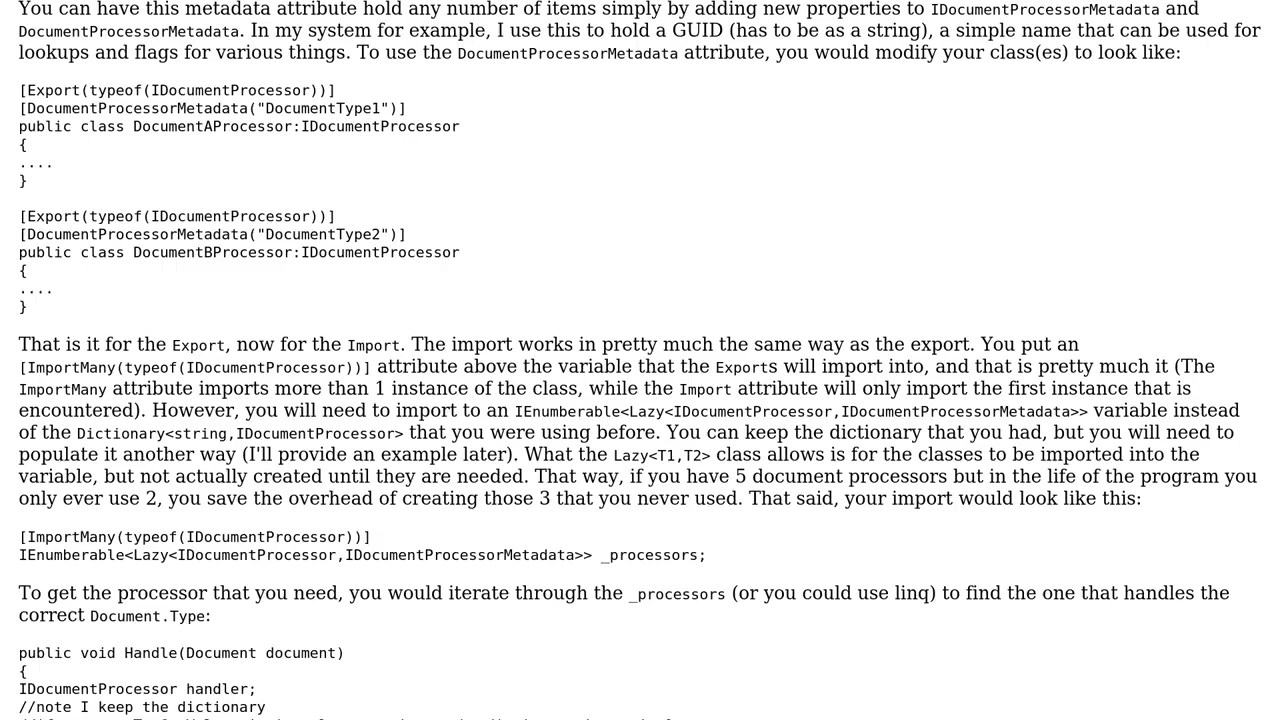 You can have this metadata attribute hold any number of items simply by adding new properties to IDocumentProcessorMetadata and
DocumentProcessorMetadata. In my system for example, I use this to hold a GUID (has to be as a string), a simple name that can be used for
lookups and flags for various things. To use the DocumentProcessorMetadata attribute, you would modify your class(es) to look like:
[Export(typeof(IDocumentProcessor))]
[DocumentProcessorMetadata("DocumentType1")]
public class DocumentAProcessor:IDocumentProcessor
{
....
}
[Export(typeof(IDocumentProcessor))]
[DocumentProcessorMetadata("DocumentType2")]
public class DocumentBProcessor:IDocumentProcessor
{
....
}
That is it for the Export, now for the Import. The import works in pretty much the same way as the export. You put an
[ImportMany(typeof(IDocumentProcessor))] attribute above the variable that the Exports will import into, and that is pretty much it (The
ImportMany attribute imports more than 1 instance of the class, while the Import attribute will only import the first instance that is
encountered). However, you will need to import to an IEnumberable<Lazy<IDocumentProcessor,IDocumentProcessorMetadata>> variable instead
of the Dictionary<string,IDocumentProcessor> that you were using before. You can keep the dictionary that you had, but you will need to
populate it another way (I'll provide an example later). What the Lazy<T1,T2> class allows is for the classes to be imported into the
variable, but not actually created until they are needed. That way, if you have 5 document processors but in the life of the program you
only ever use 2, you save the overhead of creating those 3 that you never used. That said, your import would look like this:
[ImportMany(typeof(IDocumentProcessor))]
IEnumberable<Lazy<IDocumentProcessor,IDocumentProcessorMetadata>> _processors;
To get the processor that you need, you would iterate through the _processors (or you could use linq) to find the one that handles the
correct Document.Type:
public void Handle(Document document)
{
IDocumentProcessor handler;
//note I keep the dictionary